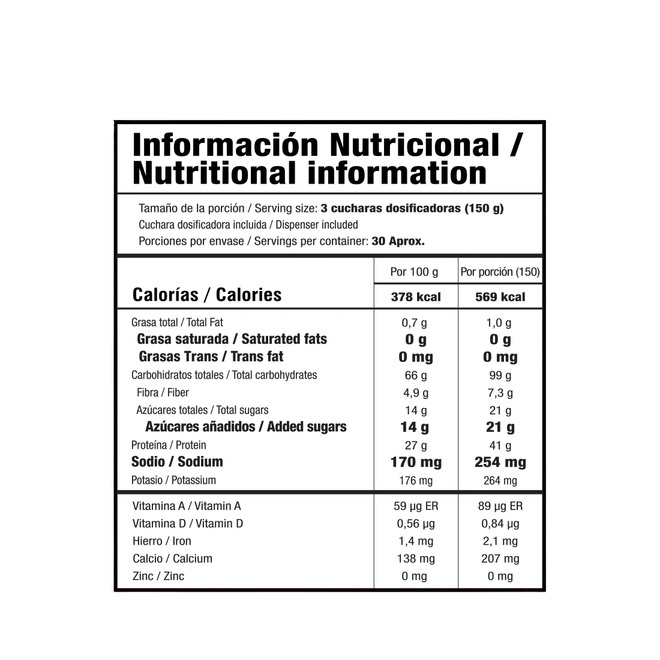 Información Nutricional /
Nutritional information
Tamaño de la porción / Serving size: 3 cucharas dosificadoras (150 g)
Cuchara dosificadora incluida / Dispenser included
Porciones por envase / Servings per container: 30 Aprox.
Por 100 g Por porción (150)
Calorías / Calories 378 kcal 569 kcal
Grasa total / Total Fat 0,7 g 1,0 g
Grasa saturada / Saturated fats 0 g 0 g
Grasas Trans / Trans fat 0 mg 0 mg
Carbohidratos totales / Total carbohydrates 66 g 99 g
Fibra / Fiber 4,9 g 7,3 g
Azúcares totales / Total sugars 14 g 21 g
Azúcares añadidos / Added sugars 14 g 21 g
Proteína / Protein 27 g 41 g
Sodio / Sodium 170 mg 254 mg
Potasio / Potassium 176 mg 264 mg
Vitamina A / Vitamin A 59 µg ER 89 µg ER
Vitamina D / Vitamin D 0,56 µg 0,84 µg
Hierro / Iron 1,4 mg 2,1 mg
Calcio / Calcium 138 mg 207 mg
Zinc / Zinc 0 mg 0 mg